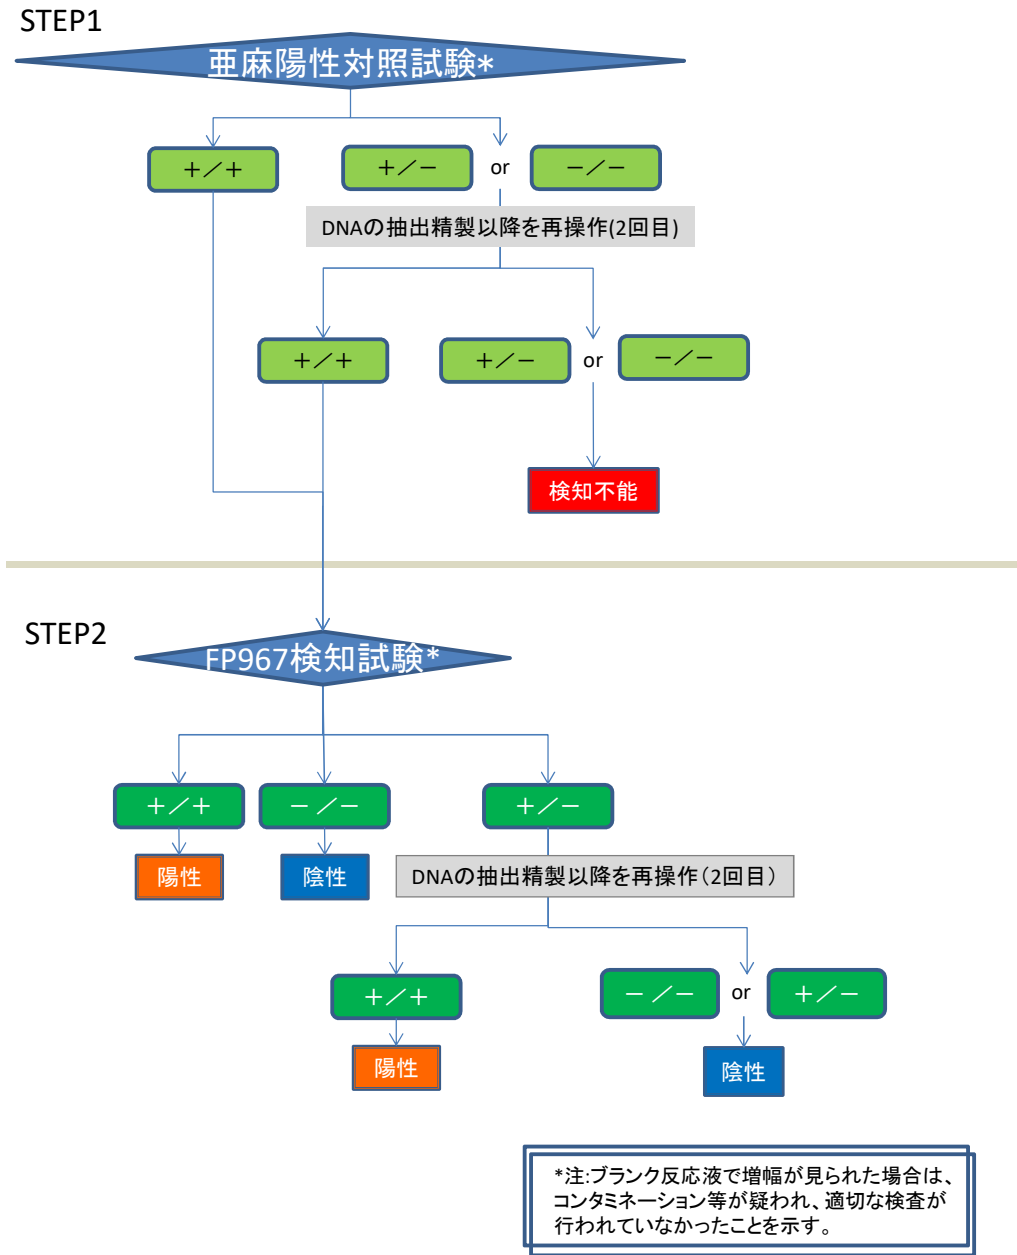 STEP1
亜麻陽性対照試験*
+/+
+/-
or
-/-
DNAの抽出精製以降を再操作(2回目)
+/+
+/-
or
-/-
検知不能
STEP2
FP967検知試験*
+/+
-/-
+/-
陽性
陰性
DNAの抽出精製以降を再操作(2回目)
+/+
-/-
or
+/-
陽性
陰性
*注:ブランク反応液で増幅が見られた場合は、
コンタミネーション等が疑われ、適切な検査が
行われていなかったことを示す。